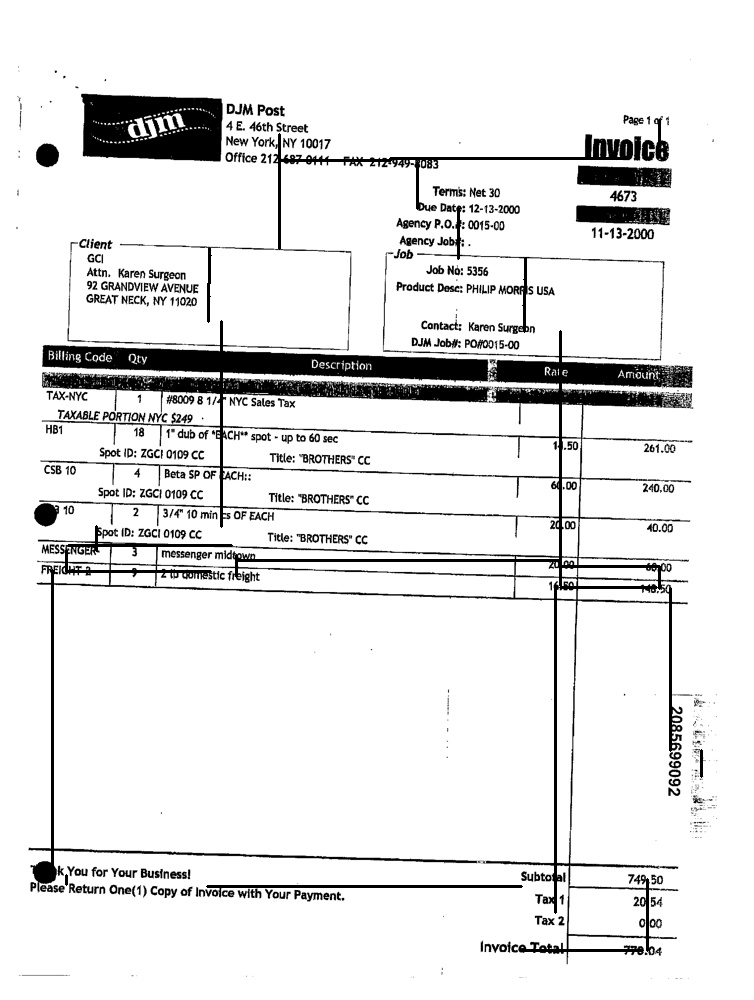 djm
DJM Post
4 E. 46th Street
New York, NY 10017
Office 212-687-0111 FAX 212-949-8083
Page 1 of 1
Invoice
4673
11-13-2000
Terms: Net 30
Due Date: 12-13-2000
Agency P.O.#: 0015-00
Agency Job#: .
Client
GCI
Attn. Karen Surgeon
92 GRANDVIEW AVENUE
GREAT NECK, NY 11020
Job
Job No: 5356
Product Desc: PHILIP MORRIS USA
Contact: Karen Surgeon
DJM Job#: PO#0015-00
Billing Code Qty Description Rate Amount
TAX-NYC 1 #8009 8 1/4" NYC Sales Tax
TAXABLE PORTION NYC $249
HB1 18 1" dub of *EACH** spot - up to 60 sec 14.50 261.00
Spot ID: ZGCI 0109 CC Title: "BROTHERS" CC
CSB 10 4 Beta SP OF EACH:: 60.00 240.00
Spot ID: ZGCI 0109 CC Title: "BROTHERS" CC
10 2 3/4" 10 min cs OF EACH 20.00 40.00
Spot ID: ZGCI 0109 CC Title: "BROTHERS" CC
MESSENGER 3 messenger midtown 20.00 60.00
FREIGHT-2 9 2 lb domestic freight 16.50 148.50
2085699092
Thank You for Your Business!
Please Return One(1) Copy of Invoice with Your Payment.
Subtotal 749.50
Tax 1 20.54
Tax 2 0.00
Invoice Total 770.04